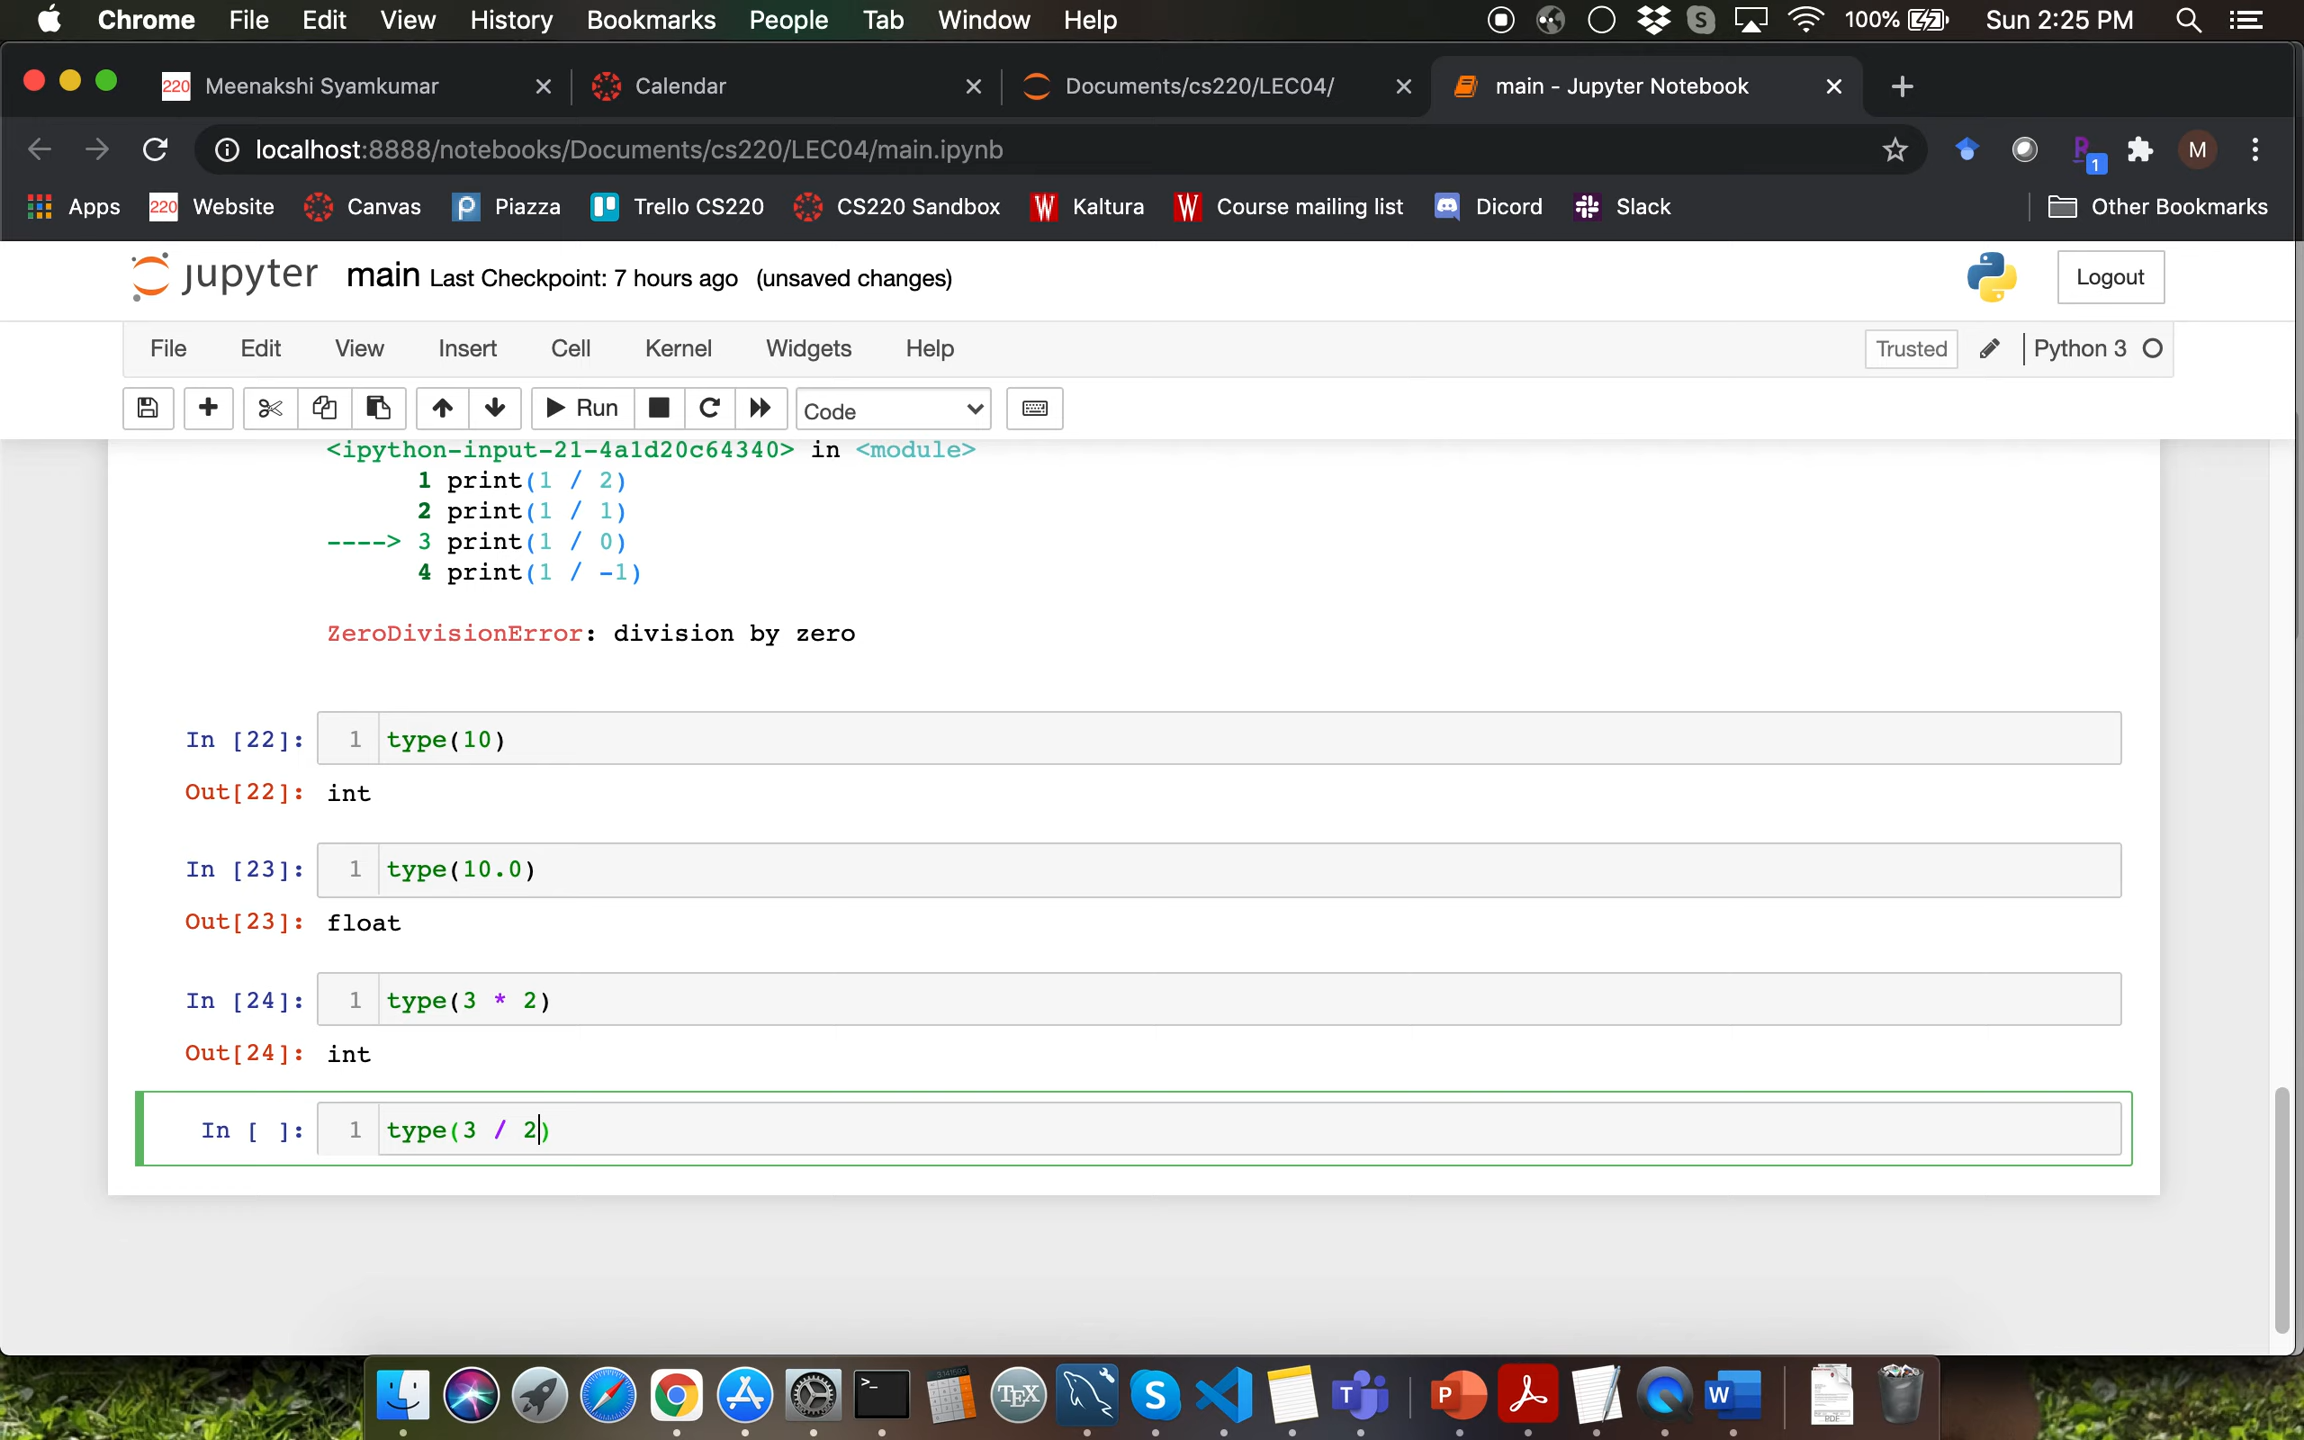 Chrome File Edit View History Bookmarks People Tab Window Help 100% Sun 2:25 PM
220 Meenakshi Syamkumar Calendar Documents/cs220/LEC04/ main - Jupyter Notebook
localhost:8888/notebooks/Documents/cs220/LEC04/main.ipynb 1 M
Apps 220 Website Canvas Piazza Trello CS220 CS220 Sandbox Kaltura Course mailing list Dicord Slack Other Bookmarks
jupyter main Last Checkpoint: 7 hours ago (unsaved changes) Logout
File Edit View Insert Cell Kernel Widgets Help Trusted Python 3
Run Code
<ipython-input-21-4a1d20c64340> in <module>
1 print(1 / 2)
2 print(1 / 1)
----> 3 print(1 / 0)
4 print(1 / -1)
ZeroDivisionError: division by zero
In [22]: 1 type(10)
Out[22]: int
In [23]: 1 type(10.0)
Out[23]: float
In [24]: 1 type(3 * 2)
Out[24]: int
In [ ]: 1 type(3 / 2)